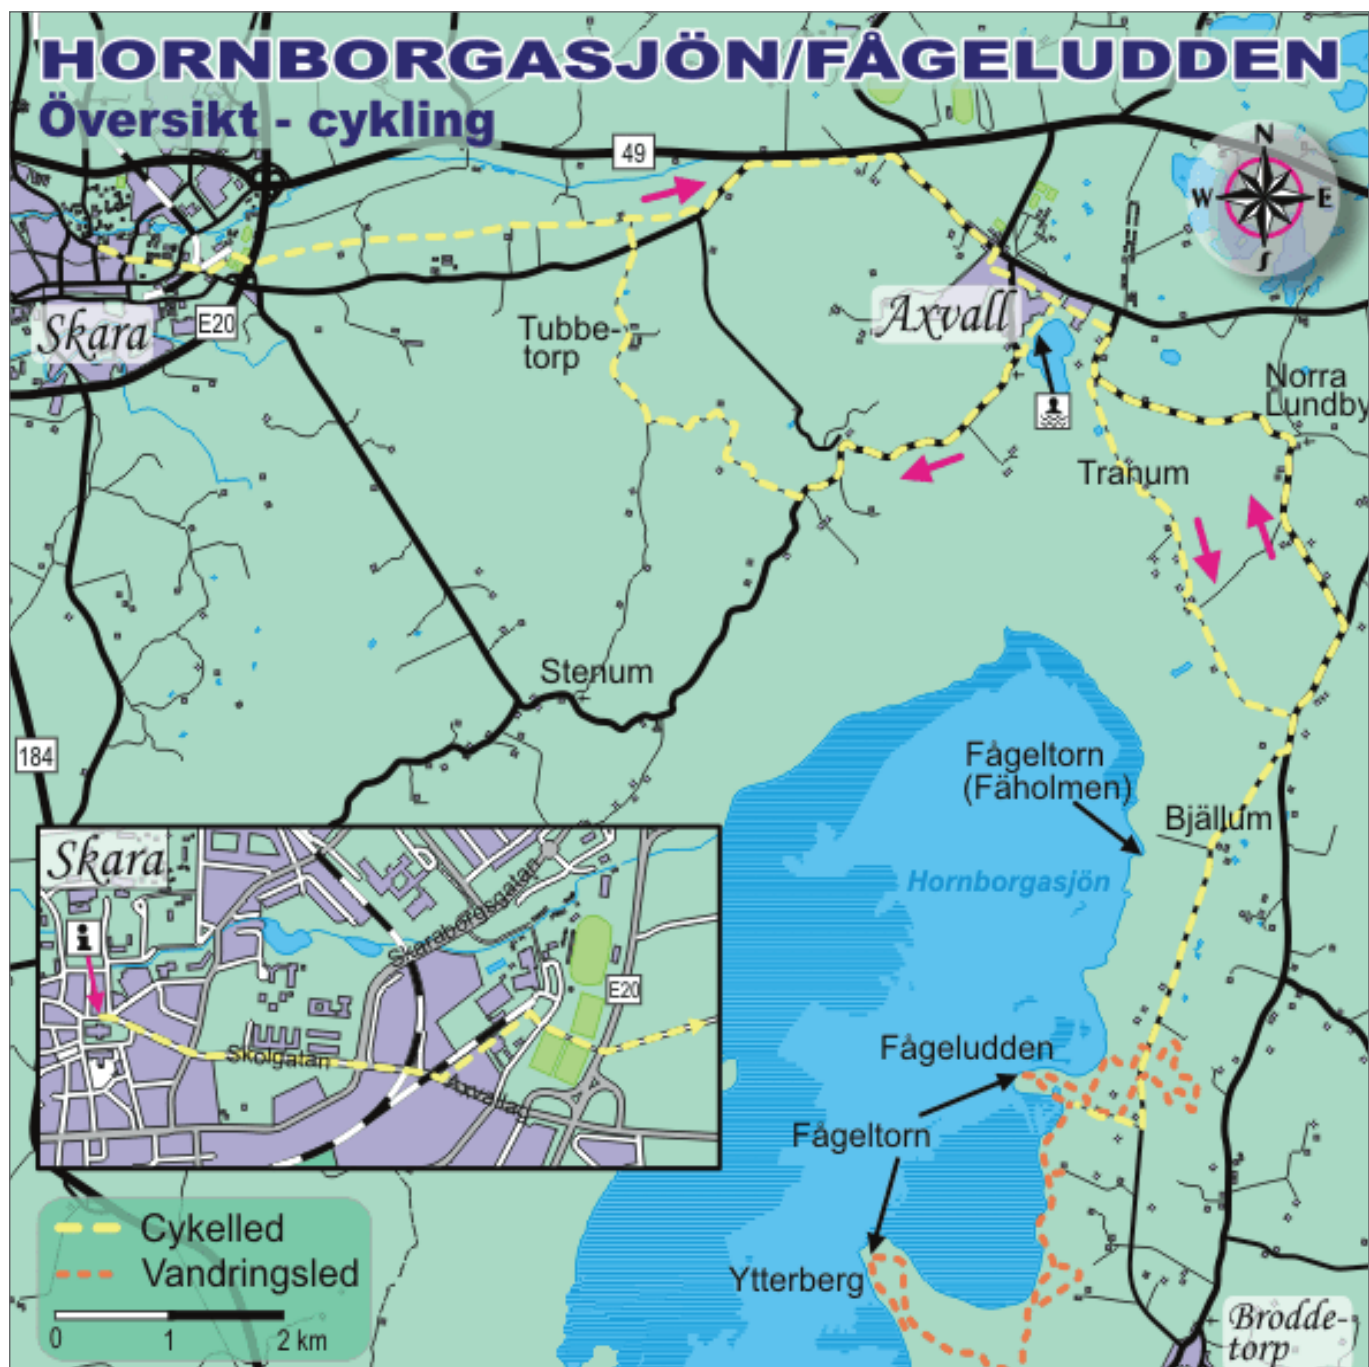 HORNBORGASJÖN/FÅGELUDDEN
Översikt - cykling
49
N
W
E
S
Skara
E20
Tubbe-
torp
Axvall
Norra
Lundby
Tranum
Stenum
184
Fågeltorn
(Fäholmen)
Bjällum
Hornborgasjön
Skara
i
Skaraborgsgatan
E20
Skolgatan
Axvallag
Fågeludden
Fågeltorn
Ytterberg
Cykelled
Vandringsled
0
1
2 km
Brodde-
torp